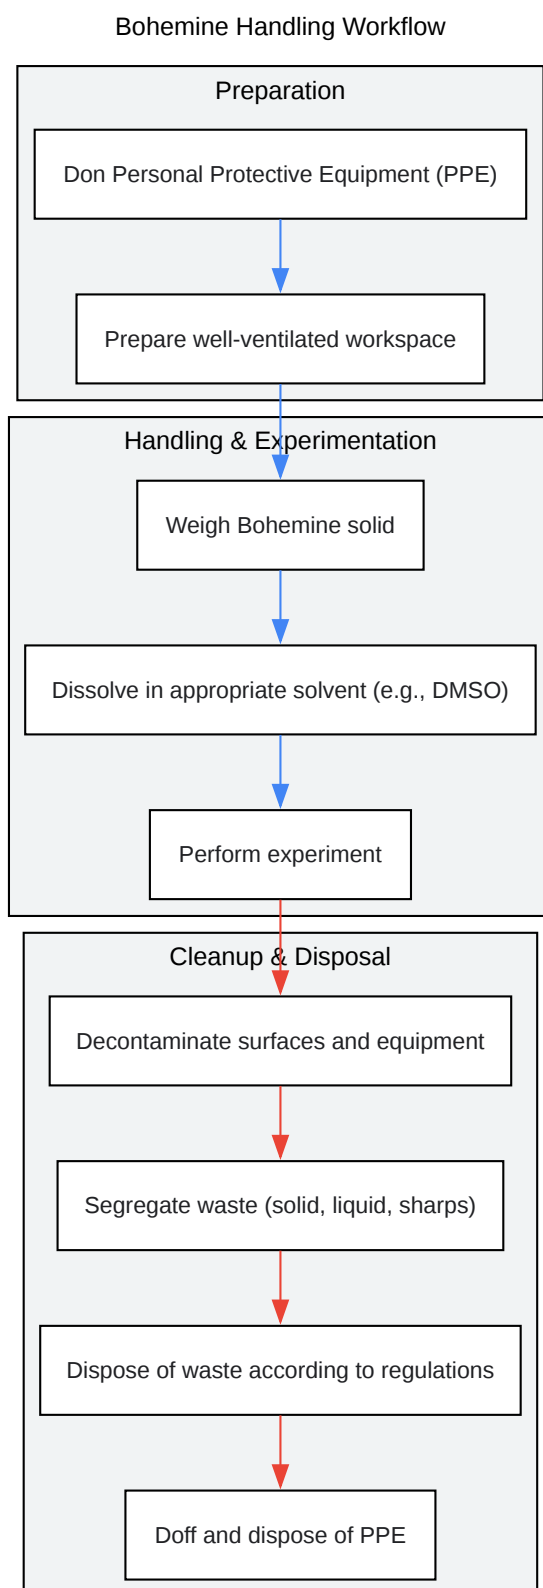 Bohemine Handling Workflow
Preparation
Don Personal Protective Equipment (PPE)
Prepare well-ventilated workspace
Handling & Experimentation
Weigh Bohemine solid
Dissolve in appropriate solvent (e.g., DMSO)
Perform experiment
Cleanup & Disposal
Decontaminate surfaces and equipment
Segregate waste (solid, liquid, sharps)
Dispose of waste according to regulations
Doff and dispose of PPE